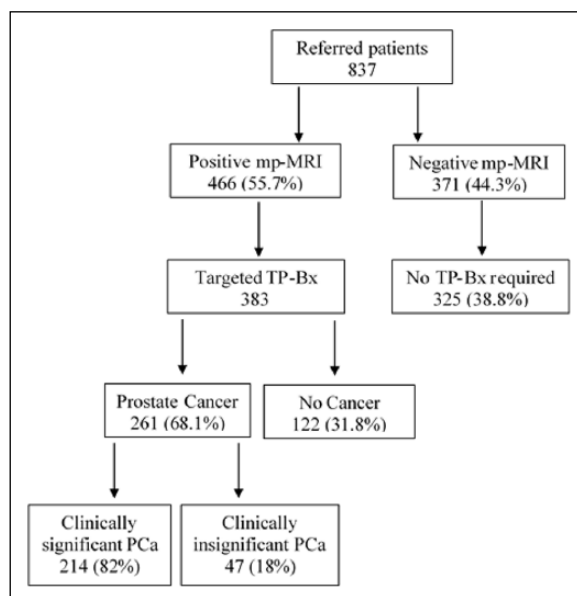 Referred patients
837
Positive mp-MRI
466 (55.7%)
Negative mp-MRI
371 (44.3%)
Targeted TP-Bx
383
No TP-Bx required
325 (38.8%)
Prostate Cancer
261 (68.1%)
No Cancer
122 (31.8%)
Clinically
significant PCa
214 (82%)
Clinically
insignificant PCa
47 (18%)